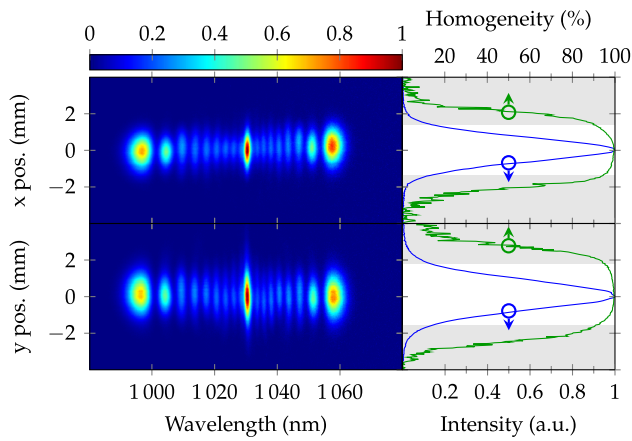 Homogeneity (%)
0 0.2 0.4 0.6 0.8 1
20 40 60 80 100
x pos. (mm)
2
0
−2
y pos. (mm)
2
0
−2
1 000 1 020 1 040 1 060
0.2 0.4 0.6 0.8 1
Wavelength (nm)
Intensity (a.u.)